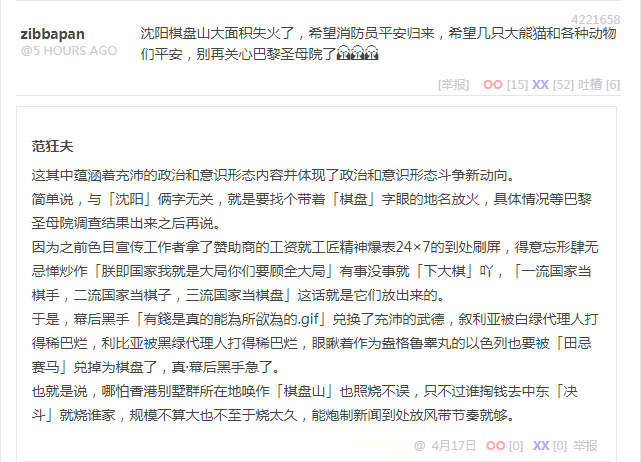 4221658
zibbapan
@5 HOURS AGO
沈阳棋盘山大面积失火了，希望消防员平安归来，希望几只大熊猫和各种动物
们平安，别再关心巴黎圣母院了🙏🙏🙏
[举报] OO [15] XX [52] 吐槽 [6]
范狂夫
这其中蕴涵着充沛的政治和意识形态内容并体现了政治和意识形态斗争新动向。
简单说，与「沈阳」俩字无关，就是要找个带着「棋盘」字眼的地名放火，具体情况等巴黎
圣母院调查结果出来之后再说。
因为之前色目宣传工作者拿了赞助商的工资就工匠精神爆表24×7的到处刷屏，得意忘形肆无
忌惮炒作「朕即国家我就是大局你们要顾全大局」有事没事就「下大棋」吖，「一流国家当
棋手，二流国家当棋子，三流国家当棋盘」这话就是它们放出来的。
于是，幕后黑手「有錢是真的能為所欲為的.gif」兑换了充沛的武德，叙利亚被白绿代理人打
得稀巴烂，利比亚被黑绿代理人打得稀巴烂，眼瞅着作为盎格鲁睾丸的以色列也要被「田忌
赛马」兑掉为棋盘了，真·幕后黑手急了。
也就是说，哪怕香港别墅群所在地唤作「棋盘山」也照烧不误，只不过谁掏钱去中东「决
斗」就烧谁家，规模不算大也不至于烧太久，能炮制新闻到处放风带节奏就够。
@ 4月17日 OO [0] XX [0] 举报